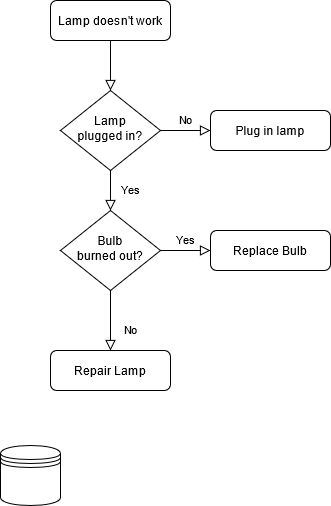 Lamp doesn't work
Lamp
plugged in?
No
Plug in lamp
Yes
Bulb
burned out?
Yes
Replace Bulb
No
Repair Lamp